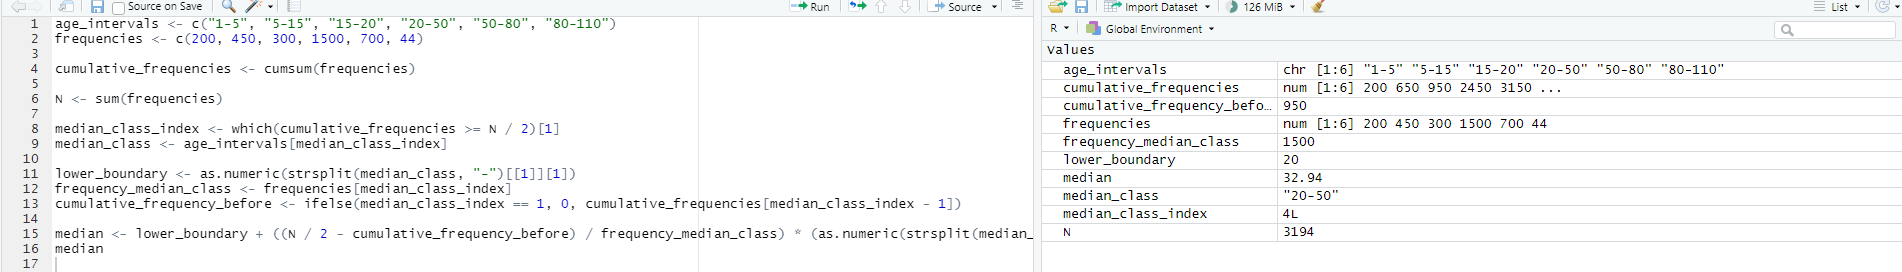 Source on Save
Run
Source
1 age_intervals <- c("1-5", "5-15", "15-20", "20-50", "50-80", "80-110")
2 frequencies <- c(200, 450, 300, 1500, 700, 44)
3
4 cumulative_frequencies <- cumsum(frequencies)
5
6 N <- sum(frequencies)
7
8 median_class_index <- which(cumulative_frequencies >= N / 2)[1]
9 median_class <- age_intervals[median_class_index]
10
11 lower_boundary <- as.numeric(strsplit(median_class, "-")[[1]][1])
12 frequency_median_class <- frequencies[median_class_index]
13 cumulative_frequency_before <- ifelse(median_class_index == 1, 0, cumulative_frequencies[median_class_index - 1])
14
15 median <- lower_boundary + ((N / 2 - cumulative_frequency_before) / frequency_median_class) * (as.numeric(strsplit(median_
16 median
17
Import Dataset
126 MiB
List
R
Global Environment
Values
age_intervals chr [1:6] "1-5" "5-15" "15-20" "20-50" "50-80" "80-110"
cumulative_frequencies num [1:6] 200 650 950 2450 3150 ...
cumulative_frequency_befo... 950
frequencies num [1:6] 200 450 300 1500 700 44
frequency_median_class 1500
lower_boundary 20
median 32.94
median_class "20-50"
median_class_index 4L
N 3194